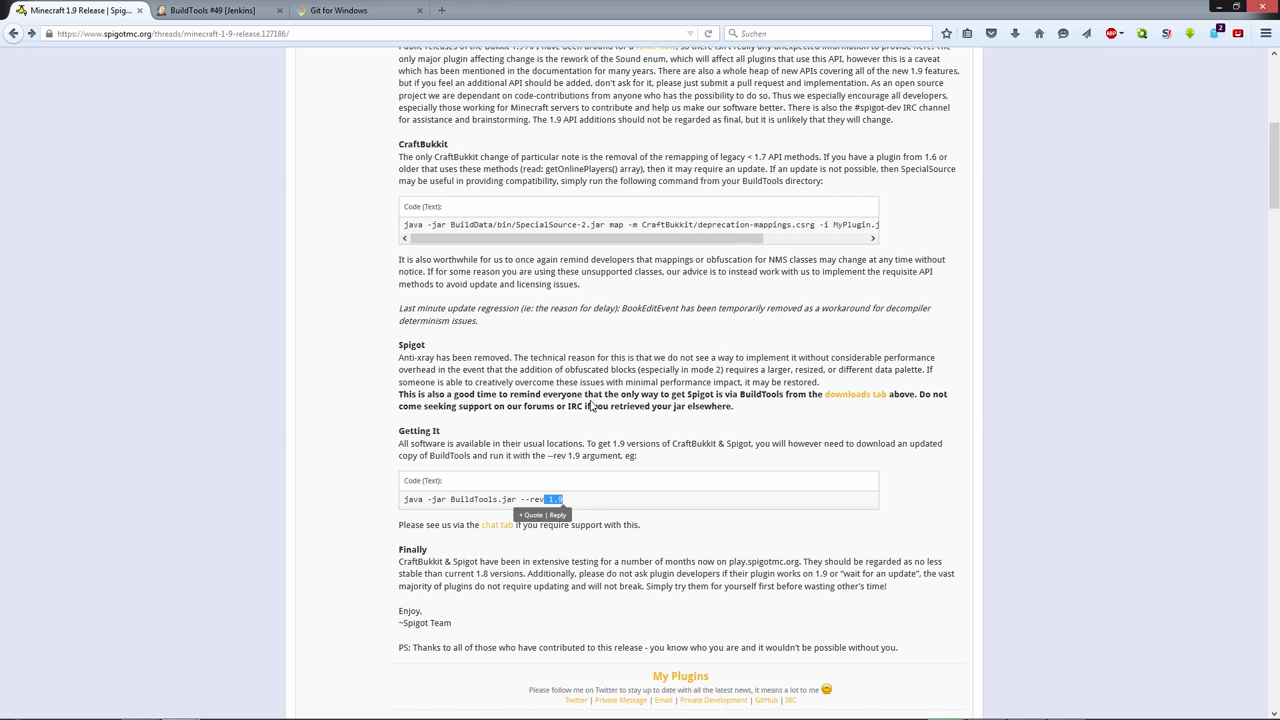 Minecraft 1.9 Release | Spig...
BuildTools #49 [Jenkins]
Git for Windows
https://www.spigotmc.org/threads/minecraft-1-9-release.127186/
Suchen
ABP
2
only major plugin affecting change is the rework of the Sound enum, which will affect all plugins that use this API, however this is a caveat
which has been mentioned in the documentation for many years. There are also a whole heap of new APIs covering all of the new 1.9 features,
but if you feel an additional API should be added, don't ask for it, please just submit a pull request and implementation. As an open source
project we are dependant on code-contributions from anyone who has the possibility to do so. Thus we especially encourage all developers,
especially those working for Minecraft servers to contribute and help us make our software better. There is also the #spigot-dev IRC channel
for assistance and brainstorming. The 1.9 API additions should not be regarded as final, but it is unlikely that they will change.
CraftBukkit
The only CraftBukkit change of particular note is the removal of the remapping of legacy < 1.7 API methods. If you have a plugin from 1.6 or
older that uses these methods (read: getOnlinePlayers() array), then it may require an update. If an update is not possible, then SpecialSource
may be useful in providing compatibility, simply run the following command from your BuildTools directory:
Code (Text):
java -jar BuildData/bin/SpecialSource-2.jar map -m CraftBukkit/deprecation-mappings.csrg -i MyPlugin.j
It is also worthwhile for us to once again remind developers that mappings or obfuscation for NMS classes may change at any time without
notice. If for some reason you are using these unsupported classes, our advice is to instead work with us to implement the requisite API
methods to avoid update and licensing issues.
Last minute update regression (ie: the reason for delay): BookEditEvent has been temporarily removed as a workaround for decompiler
determinism issues.
Spigot
Anti-xray has been removed. The technical reason for this is that we do not see a way to implement it without considerable performance
overhead in the event that the addition of obfuscated blocks (especially in mode 2) requires a larger, resized, or different data palette. If
someone is able to creatively overcome these issues with minimal performance impact, it may be restored.
This is also a good time to remind everyone that the only way to get Spigot is via BuildTools from the downloads tab above. Do not
come seeking support on our forums or IRC if you retrieved your jar elsewhere.
Getting It
All software is available in their usual locations. To get 1.9 versions of CraftBukkit & Spigot, you will however need to download an updated
copy of BuildTools and run it with the --rev 1.9 argument, eg:
Code (Text):
java -jar BuildTools.jar --rev 1.9
+ Quote | Reply
Please see us via the chat tab if you require support with this.
Finally
CraftBukkit & Spigot have been in extensive testing for a number of months now on play.spigotmc.org. They should be regarded as no less
stable than current 1.8 versions. Additionally, please do not ask plugin developers if their plugin works on 1.9 or "wait for an update", the vast
majority of plugins do not require updating and will not break. Simply try them for yourself first before wasting other's time!
Enjoy,
~Spigot Team
PS: Thanks to all of those who have contributed to this release - you know who you are and it wouldn't be possible without you.
My Plugins
Please follow me on Twitter to stay up to date with all the latest news, it means a lot to me
Twitter | Private Message | Email | Private Development | GitHub | IRC